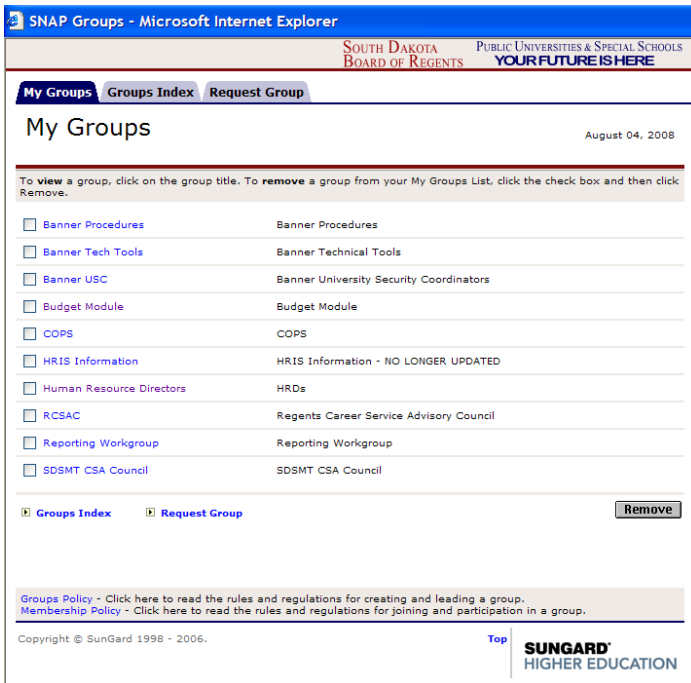 SNAP Groups - Microsoft Internet Explorer
SOUTH DAKOTA
BOARD OF REGENTS
PUBLIC UNIVERSITIES & SPECIAL SCHOOLS
YOUR FUTURE IS HERE
My Groups Groups Index Request Group
My Groups
August 04, 2008
To view a group, click on the group title. To remove a group from your My Groups List, click the check box and then click
Remove.
Banner Procedures Banner Procedures
Banner Tech Tools Banner Technical Tools
Banner USC Banner University Security Coordinators
Budget Module Budget Module
COPS COPS
HRIS Information HRIS Information - NO LONGER UPDATED
Human Resource Directors HRDs
RCSAC Regents Career Service Advisory Council
Reporting Workgroup Reporting Workgroup
SDSMT CSA Council SDSMT CSA Council
Groups Index Request Group Remove
Groups Policy - Click here to read the rules and regulations for creating and leading a group.
Membership Policy - Click here to read the rules and regulations for joining and participation in a group.
Copyright © SunGard 1998 - 2006. Top
SUNGARD®
HIGHER EDUCATION